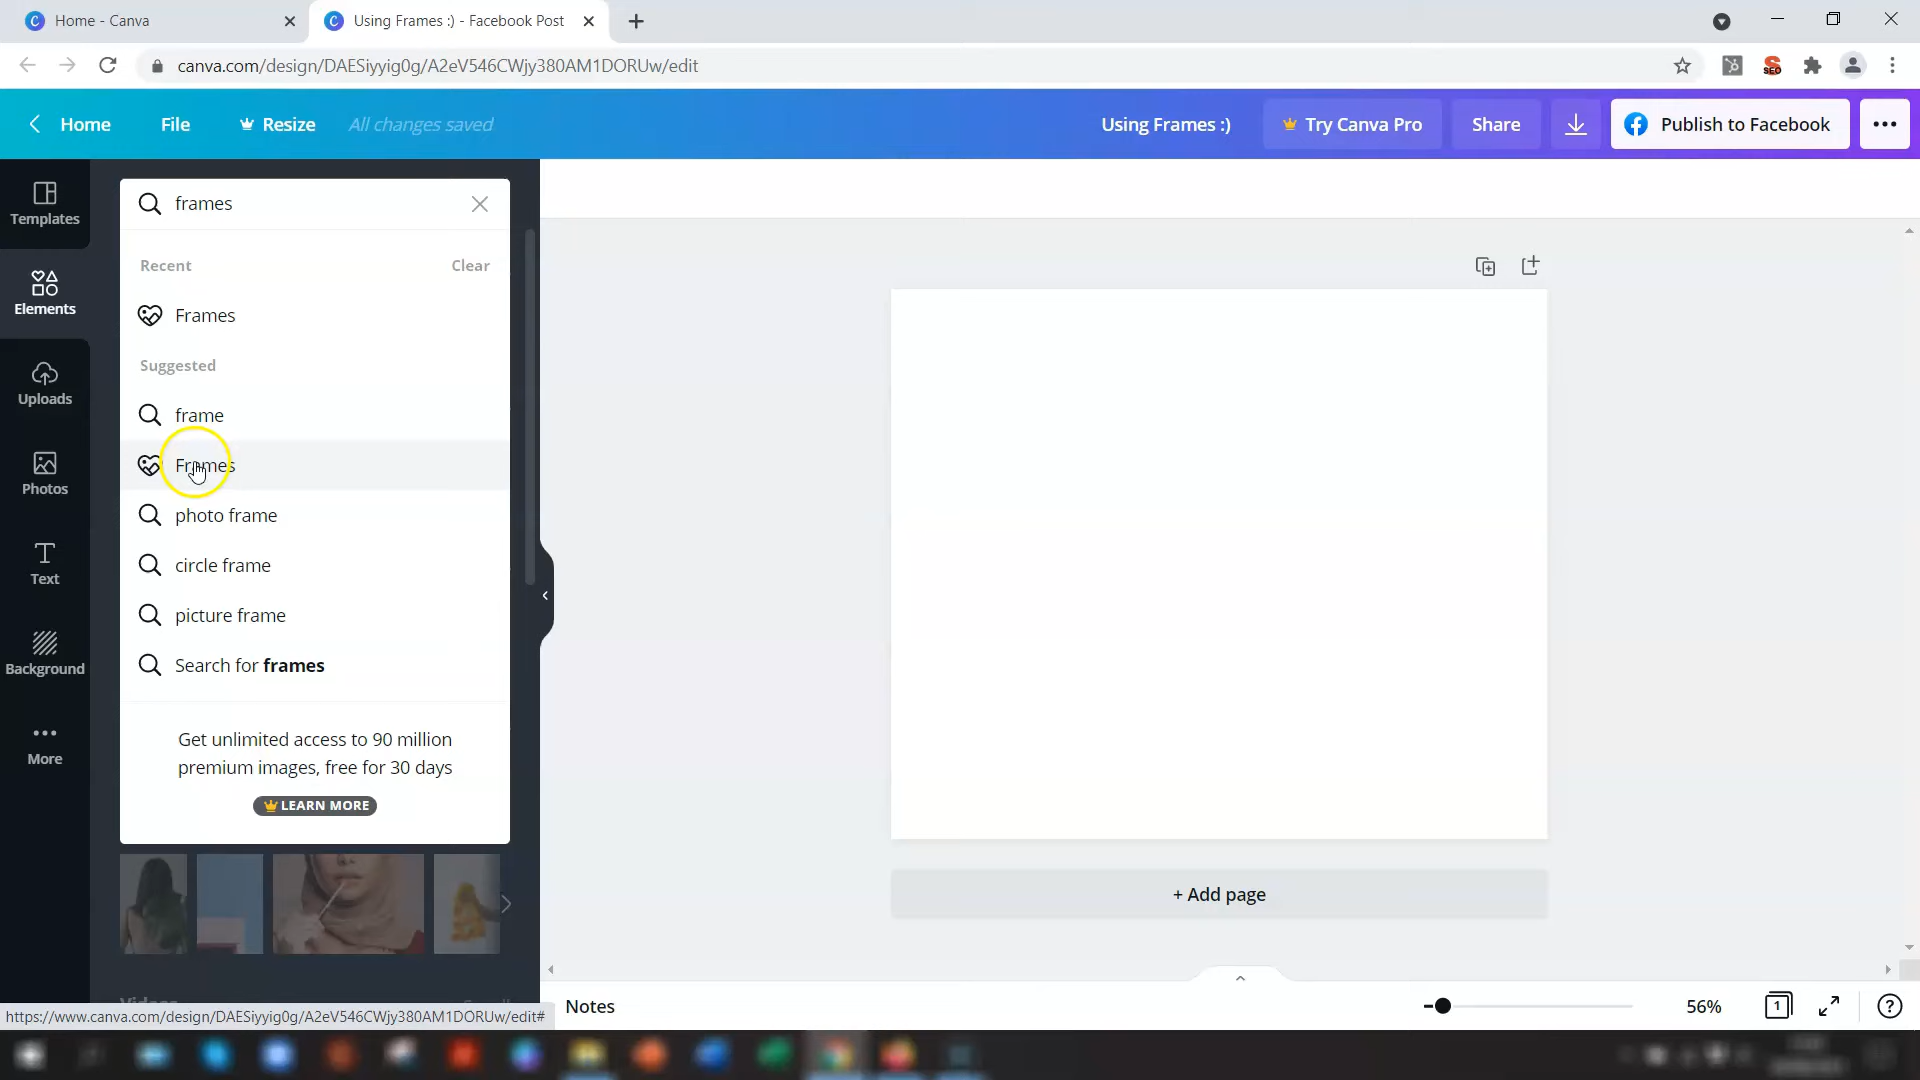 Home - Canva
Using Frames :) - Facebook Post
canva.com/design/DAESiyyig0g/A2eV546CWjy380AM1DORUw/edit
SEO
Home
File
Resize
All changes saved
Using Frames :)
Try Canva Pro
Share
Publish to Facebook
Templates
Elements
Uploads
Photos
Text
Background
More
frames
Recent
Clear
Frames
Suggested
frame
Frames
photo frame
circle frame
picture frame
Search for frames
Get unlimited access to 90 million
premium images, free for 30 days
LEARN MORE
+ Add page
https://www.canva.com/design/DAESiyyig0g/A2eV546CWjy380AM1DORUw/edit#
Notes
56%
1